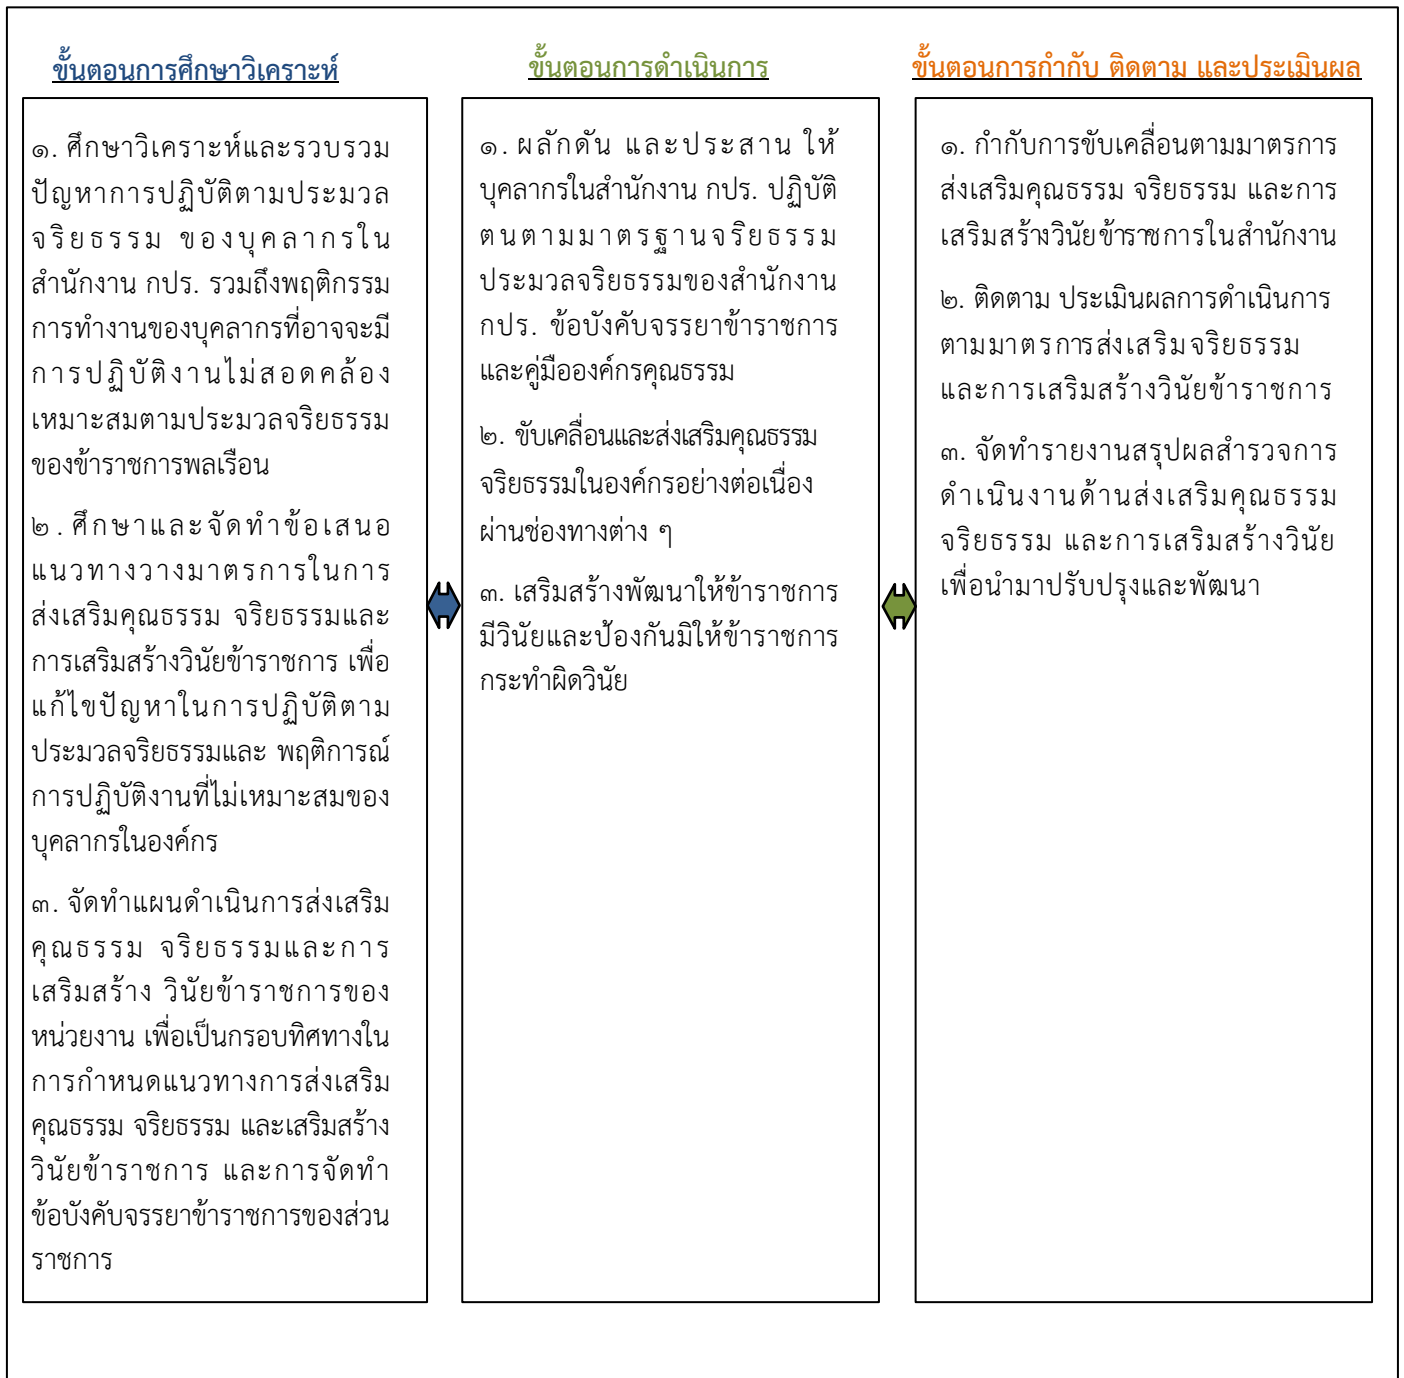 ขั้นตอนการศึกษาวิเคราะห์
๑. ศึกษาวิเคราะห์และรวบรวม
ปัญหาการปฏิบัติตามประมวล
จริยธรรม ของบุคลากรใน
สำนักงาน กปร. รวมถึงพฤติกรรม
การทำงานของบุคลากรที่อาจจะมี
การปฏิบัติงานไม่สอดคล้อง
เหมาะสมตามประมวลจริยธรรม
ของข้าราชการพลเรือน
๒. ศึกษาและจัดทำข้อเสนอ
แนวทางวางมาตรการในการ
ส่งเสริมคุณธรรม จริยธรรมและ
การเสริมสร้างวินัยข้าราชการ เพื่อ
แก้ไขปัญหาในการปฏิบัติตาม
ประมวลจริยธรรมและ พฤติการณ์
การปฏิบัติงานที่ไม่เหมาะสมของ
บุคลากรในองค์กร
๓. จัดทำแผนดำเนินการส่งเสริม
คุณธรรม จริยธรรมและการ
เสริมสร้าง วินัยข้าราชการของ
หน่วยงาน เพื่อเป็นกรอบทิศทางใน
การกำหนดแนวทางการส่งเสริม
คุณธรรม จริยธรรม และเสริมสร้าง
วินัยข้าราชการ และการจัดทำ
ข้อบังคับจรรยาข้าราชการของส่วน
ราชการ
ขั้นตอนการดำเนินการ
๑. ผลักดัน และประสาน ให้
บุคลากรในสำนักงาน กปร. ปฏิบัติ
ตนตามมาตรฐานจริยธรรม
ประมวลจริยธรรมของสำนักงาน
กปร. ข้อบังคับจรรยาข้าราชการ
และคู่มือองค์กรคุณธรรม
๒. ขับเคลื่อนและส่งเสริมคุณธรรม
จริยธรรมในองค์กรอย่างต่อเนื่อง
ผ่านช่องทางต่าง ๆ
๓. เสริมสร้างพัฒนาให้ข้าราชการ
มีวินัยและป้องกันมิให้ข้าราชการ
กระทำผิดวินัย
ขั้นตอนการกำกับ ติดตาม และประเมินผล
๑. กำกับการขับเคลื่อนตามมาตรการ
ส่งเสริมคุณธรรม จริยธรรม และการ
เสริมสร้างวินัยข้าราชการในสำนักงาน
๒. ติดตาม ประเมินผลการดำเนินการ
ตามมาตรการส่งเสริมจริยธรรม
และการเสริมสร้างวินัยข้าราชการ
๓. จัดทำรายงานสรุปผลสำรวจการ
ดำเนินงานด้านส่งเสริมคุณธรรม
จริยธรรม และการเสริมสร้างวินัย
เพื่อนำมาปรับปรุงและพัฒนา